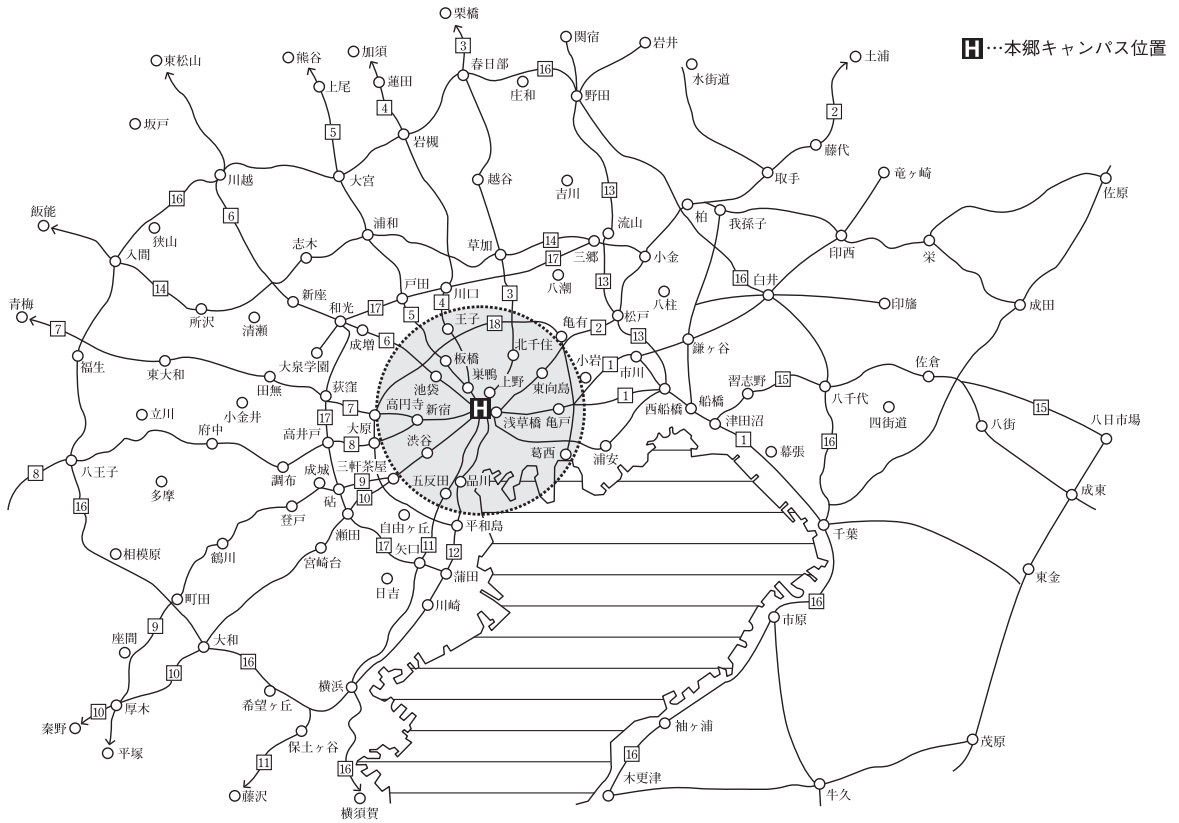 栗橋
H…本郷キャンパス位置
関宿
岩井
東松山
熊谷
加須
3
春日部
16
土浦
上尾
蓮田
庄和
水街道
4
野田
2
坂戸
5
岩槻
藤代
川越
大宮
越谷
吉川
13
取手
竜ヶ崎
佐原
16
6
飯能
狭山
浦和
流山
柏
我孫子
志木
草加
14
三郷
17
小金
印西
栄
入間
14
新座
和光
17
戸田
川口
4
3
八潮
13
八柱
16
白井
印旛
成田
青梅
7
所沢
清瀬
5
王子
18
亀有
2
松戸
13
福生
東大和
成増
6
北千住
鎌ヶ谷
大泉学園
板橋
小岩
1
市川
田無
巣鴨
上野
東向島
習志野
15
佐倉
荻窪
池袋
立川
小金井
17
7
高円寺
新宿
H
浅草橋
亀戸
1
西船橋
船橋
八千代
四街道
15
八日市場
府中
高井戸
8
大原
津田沼
1
八街
渋谷
16
8
八王子
調布
成城
三軒茶屋
葛西
浦安
幕張
多摩
9
10
五反田
品川
成東
16
登戸
砧
瀬田
自由ヶ丘
平和島
千葉
相模原
鶴川
宮崎台
17
矢口
11
12
日吉
蒲田
東金
町田
川崎
16
市原
9
座間
大和
10
16
横浜
希望ヶ丘
10
厚木
秦野
平塚
保土ヶ谷
袖ヶ浦
茂原
11
16
16
木更津
藤沢
横須賀
牛久